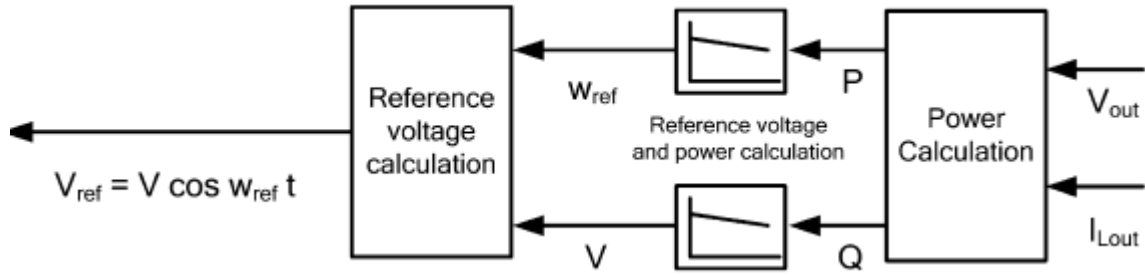 Reference
voltage
calculation
w_ref
P
Reference voltage
and power calculation
Power
Calculation
V_out
I_Lout
V_ref = V cos w_ref t
V
Q